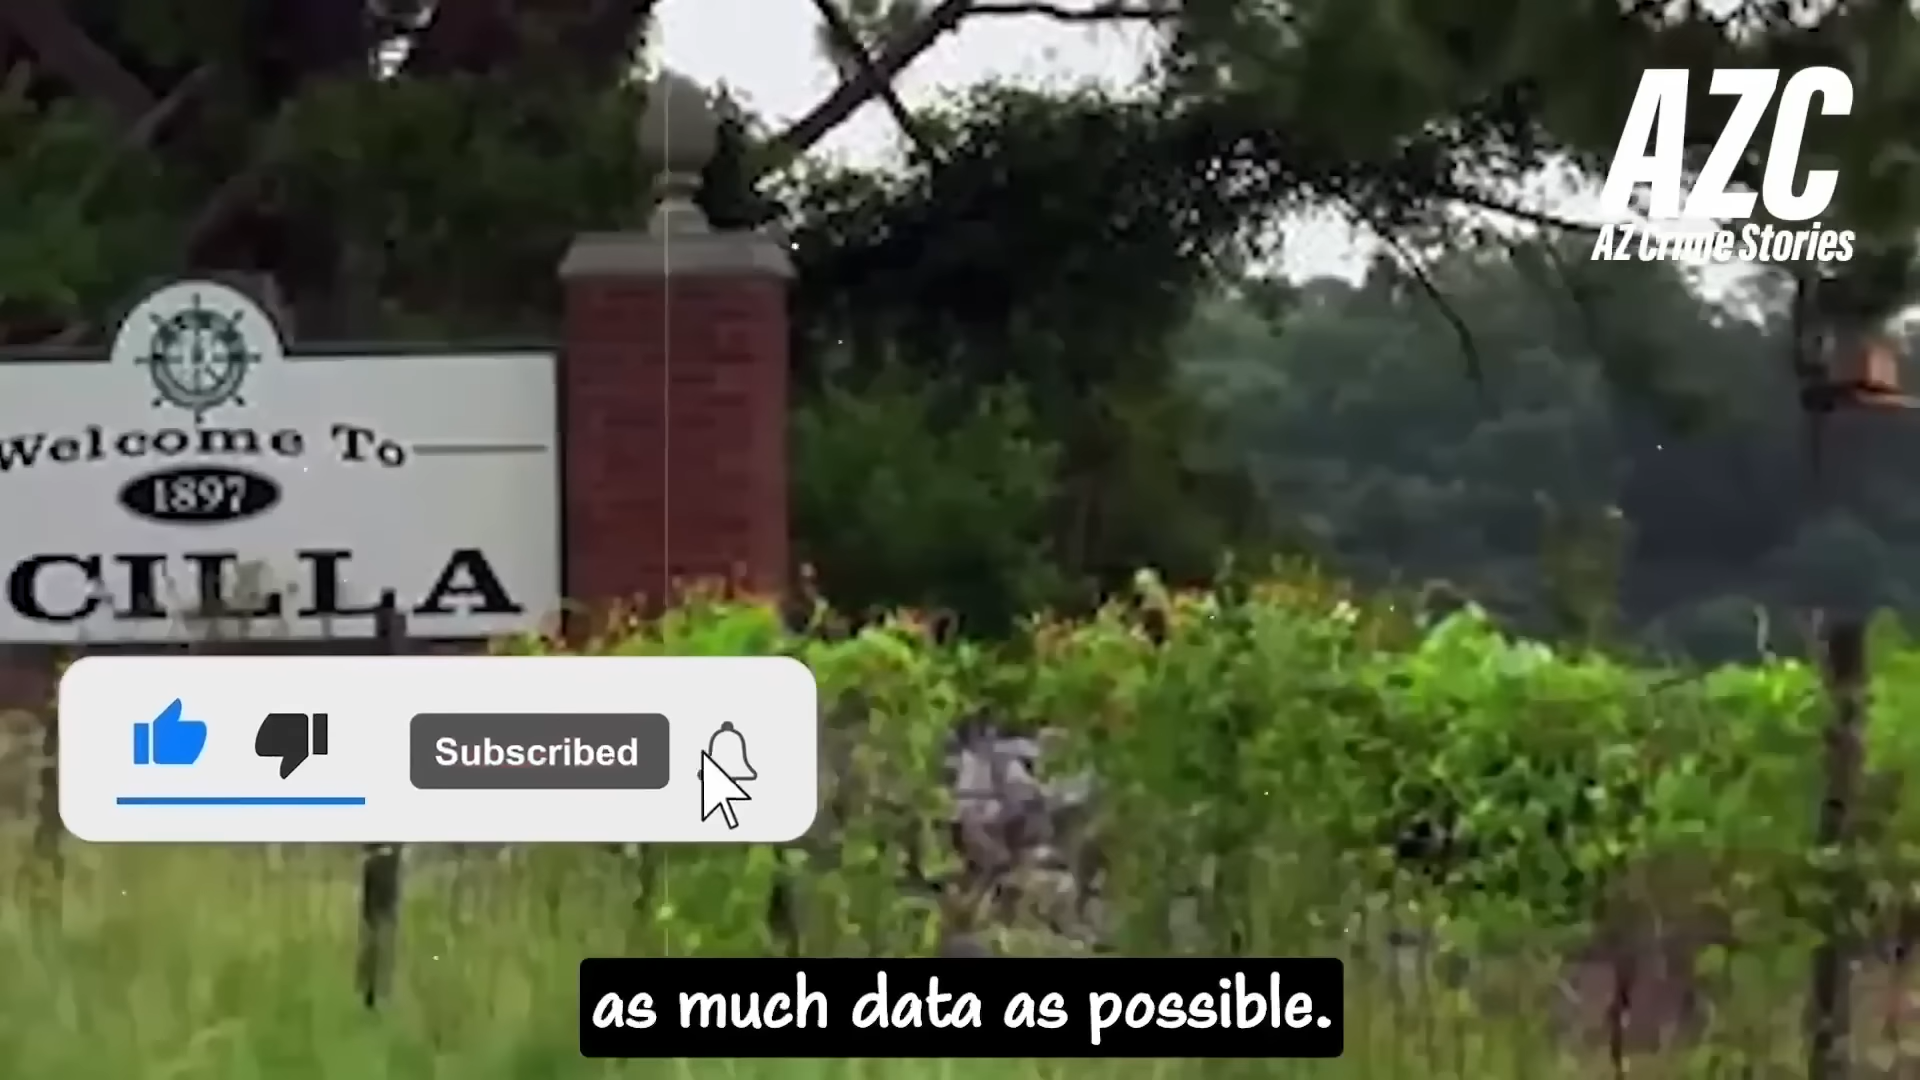 AZC
AZ Crime Stories
Welcome To
1897
CILLA
Subscribed
as much data as possible.